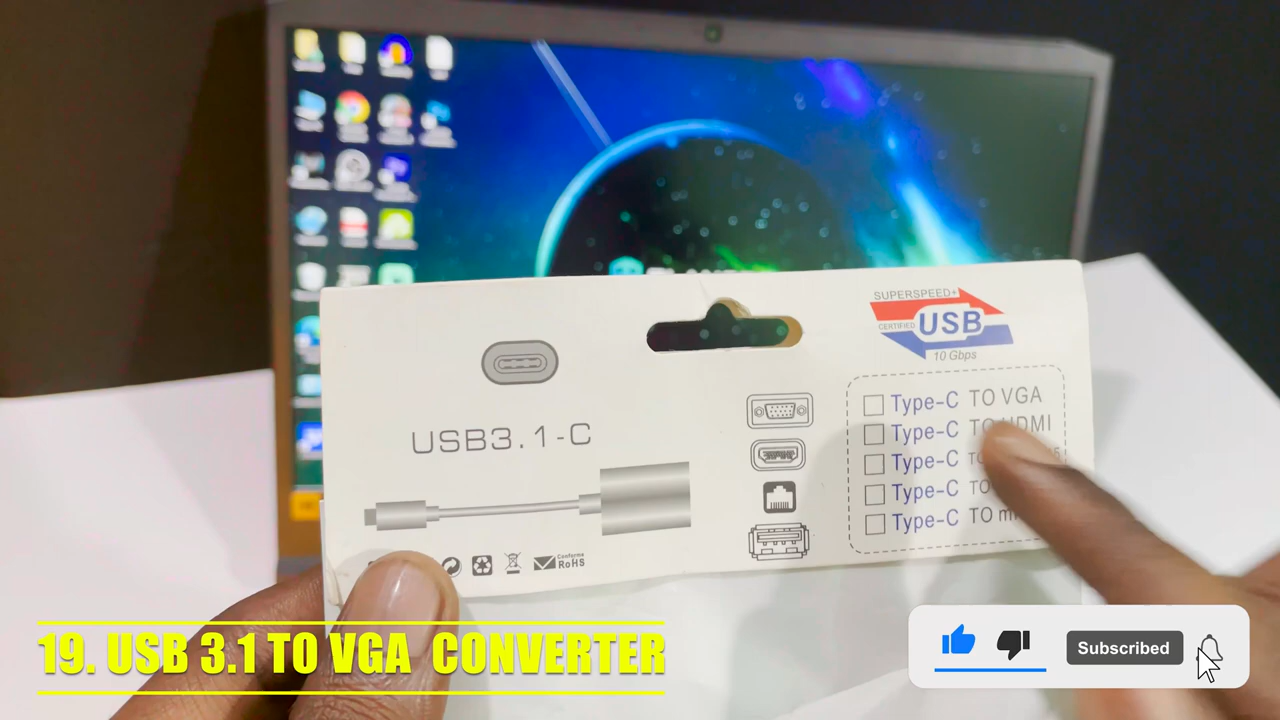 SUPERSPEED+
CERTIFIED
USB
10 Gbps
USB3.1-C
Type-C TO VGA
Type-C TO HDMI
Type-C
Type-C
Type-C TO
Conforms
RoHS
19. USB 3.1 TO VGA CONVERTER
Subscribed